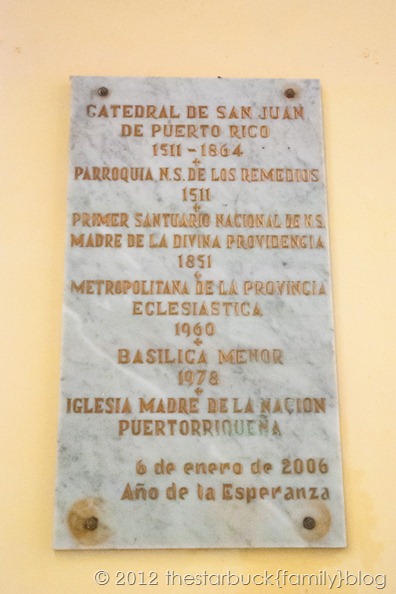 CATEDRAL DE SAN JUAN
DE PUERTO RICO
1511-1864
+
PARROQUIA N.S. DE LOS REMEDIOS
1511
+
PRIMER SANTUARIO NACIONAL DE N.S.
MADRE DE LA DIVINA PROVIDENCIA
1851
+
METROPOLITANA DE LA PROVINCIA
ECLESIÁSTICA
1960
+
BASILICA MENOR
1978
+
IGLESIA MADRE DE LA NACION
PUERTORRIQUEÑA
6 de enero de 2006
Año de la Esperanza
© 2012 thestarbuck{family}blog